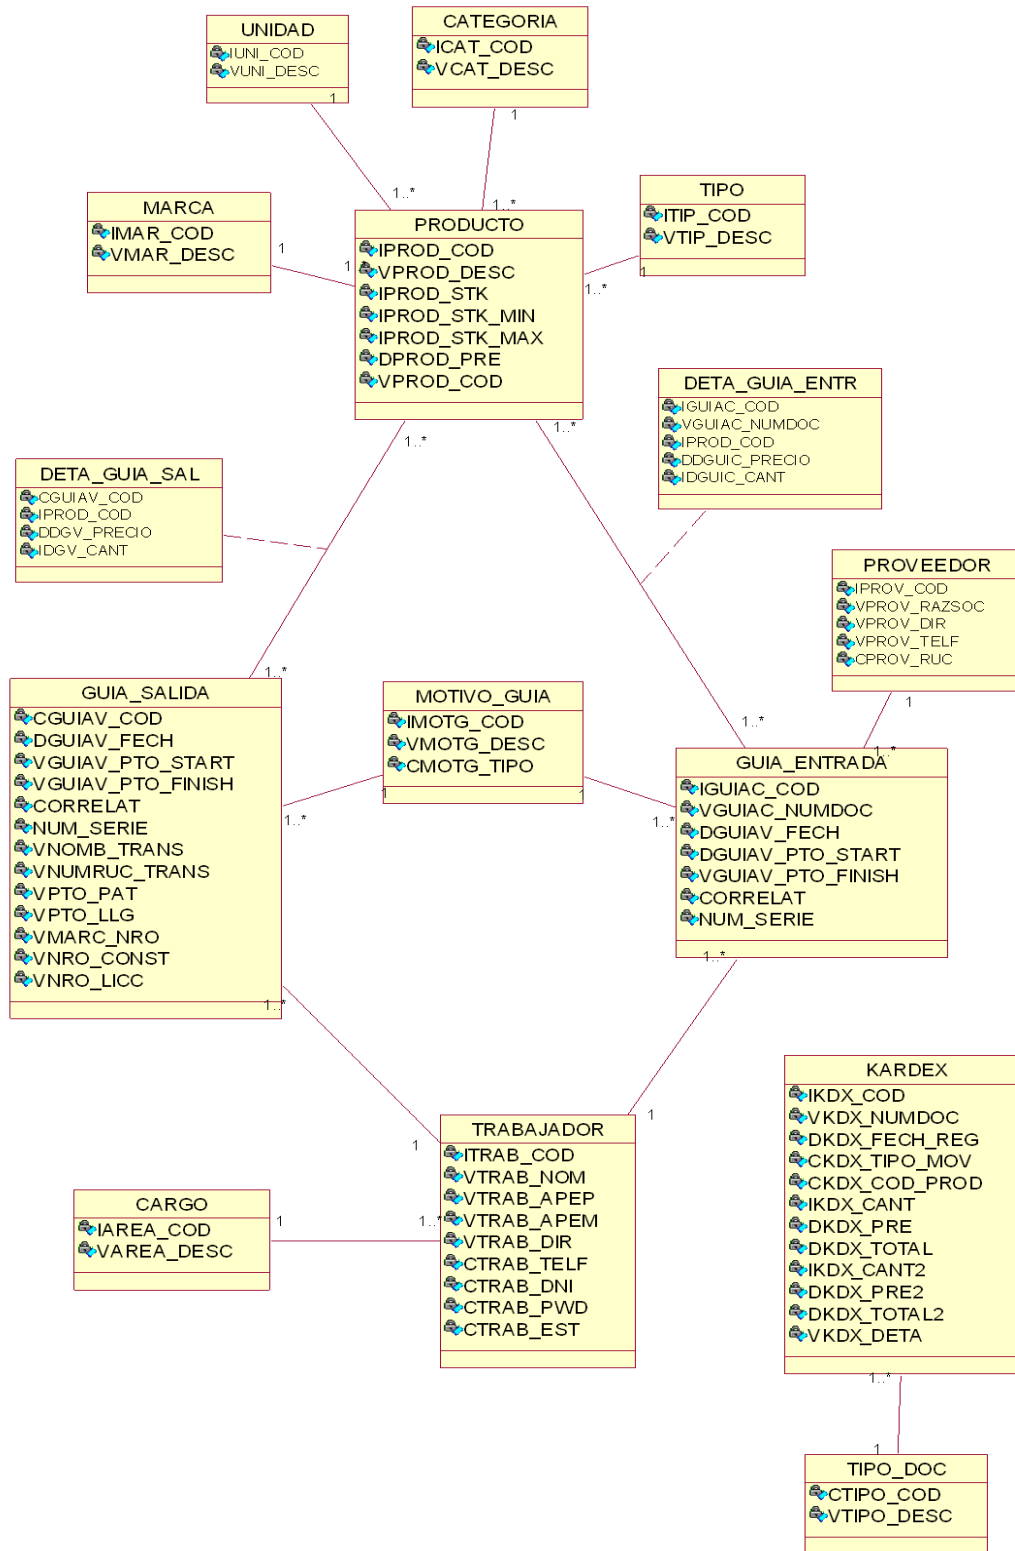 UNIDAD
IUNI_COD
VUNI_DESC
1
CATEGORIA
ICAT_COD
VCAT_DESC
1
1..*
1..*
MARCA
IMAR_COD
VMAR_DESC
1
1
TIPO
ITIP_COD
VTIP_DESC
1
1..*
PRODUCTO
IPROD_COD
VPROD_DESC
IPROD_STK
IPROD_STK_MIN
IPROD_STK_MAX
DPROD_PRE
VPROD_COD
1..*
1..*
DETA_GUIA_ENTR
IGUIAC_COD
VGUIAC_NUMDOC
IPROD_COD
DDGUIC_PRECIO
IDGUIC_CANT
DETA_GUIA_SAL
CGUIAV_COD
IPROD_COD
DDGV_PRECIO
IDGV_CANT
PROVEEDOR
IPROV_COD
VPROV_RAZSOC
VPROV_DIR
VPROV_TELF
CPROV_RUC
1
1..*
1..*
1..*
GUIA_SALIDA
CGUIAV_COD
DGUIAV_FECH
VGUIAV_PTO_START
VGUIAV_PTO_FINISH
CORRELAT
NUM_SERIE
VNOMB_TRANS
VNUMRUC_TRANS
VPTO_PAT
VPTO_LLG
VMARC_NRO
VNRO_CONST
VNRO_LICC
1..*
1..*
MOTIVO_GUIA
IMOTG_COD
VMOTG_DESC
CMOTG_TIPO
1
1
GUIA_ENTRADA
IGUIAC_COD
VGUIAC_NUMDOC
DGUIAV_FECH
DGUIAV_PTO_START
VGUIAV_PTO_FINISH
CORRELAT
NUM_SERIE
1..*
1..*
TRABAJADOR
ITRAB_COD
VTRAB_NOM
VTRAB_APEP
VTRAB_APEM
VTRAB_DIR
CTRAB_TELF
CTRAB_DNI
CTRAB_PWD
CTRAB_EST
1
1
1..*
CARGO
IAREA_COD
VAREA_DESC
1
KARDEX
IKDX_COD
VKDX_NUMDOC
DKDX_FECH_REG
CKDX_TIPO_MOV
CKDX_COD_PROD
IKDX_CANT
DKDX_PRE
DKDX_TOTAL
IKDX_CANT2
DKDX_PRE2
DKDX_TOTAL2
VKDX_DETA
1..*
1
TIPO_DOC
CTIPO_COD
VTIPO_DESC